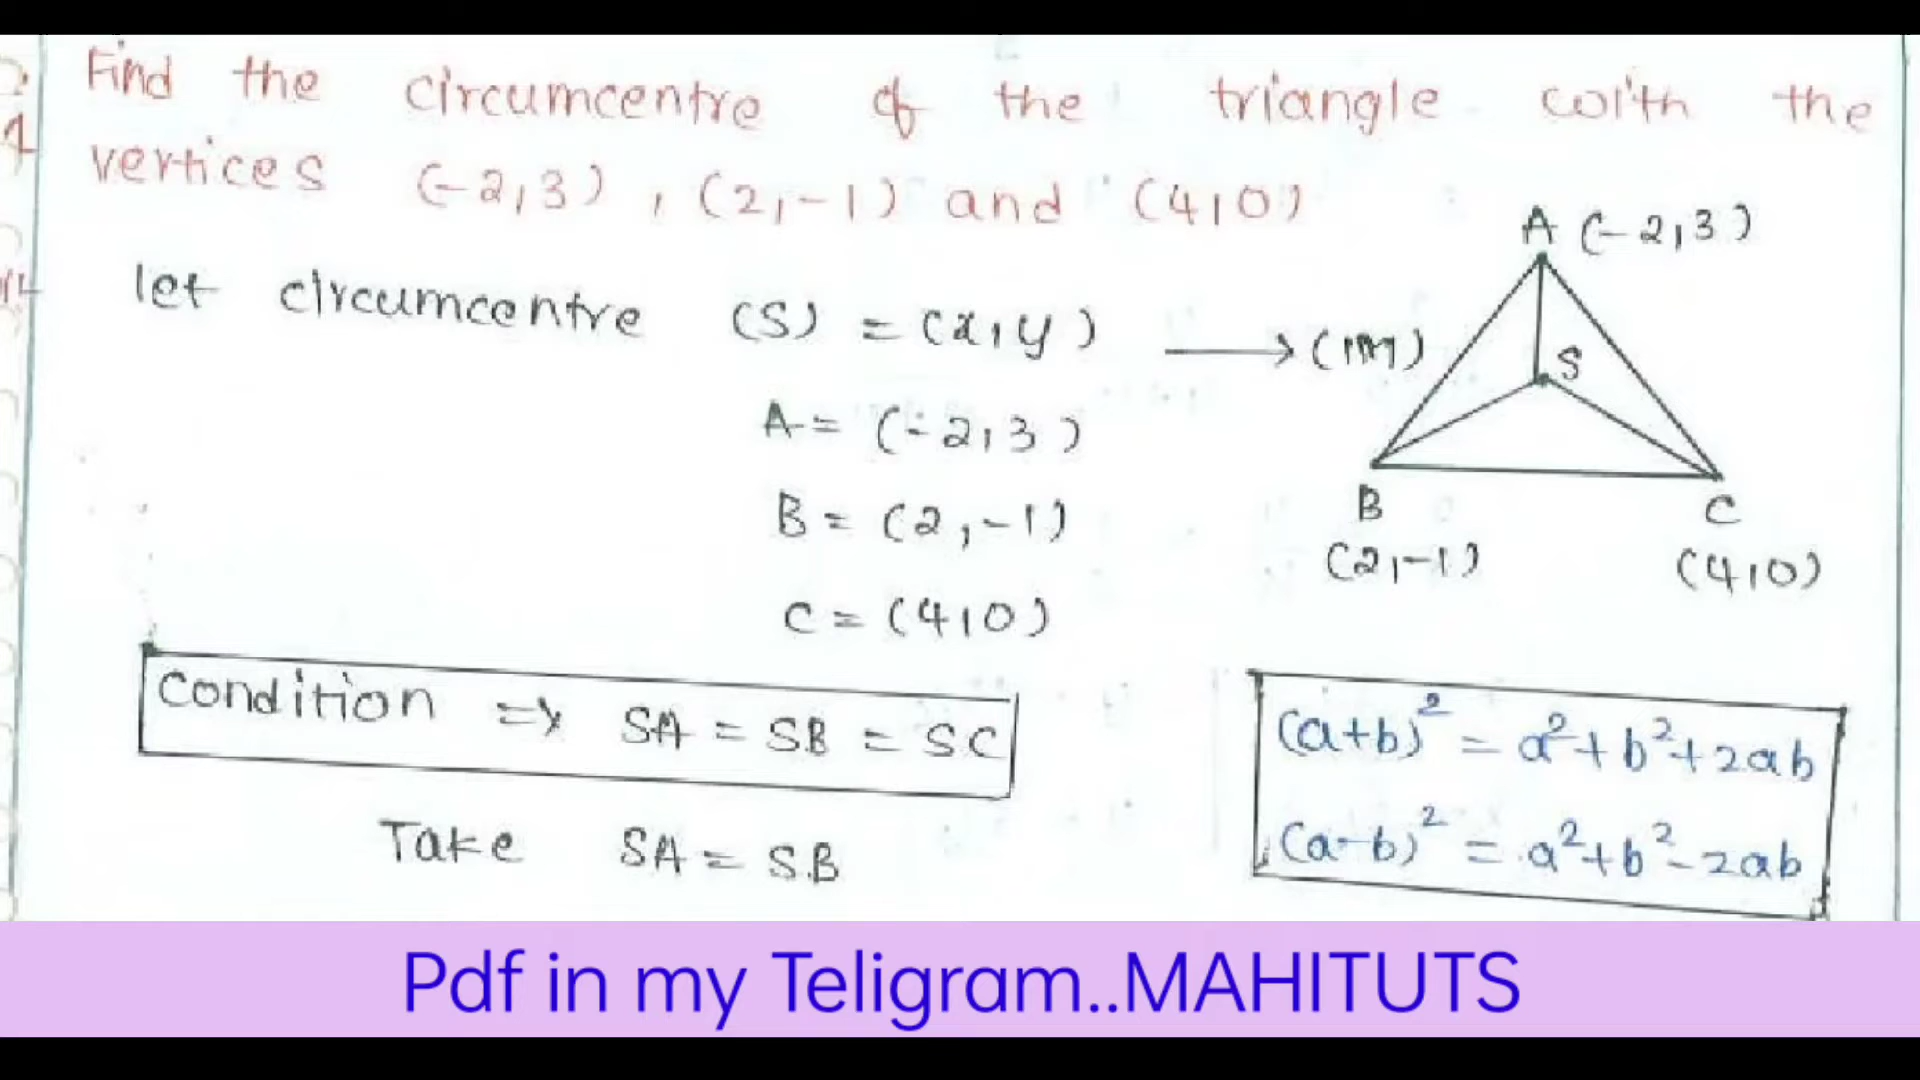 Find the circumcentre of the triangle with the
vertices (-2,3), (2,-1) and (4,0)
let circumcentre (S) = (x,y) → (1M)
A = (-2,3)
B = (2,-1)
C = (4,0)
A (-2,3)
S
B
C
(2,-1)
(4,0)
Condition => SA = SB = SC
Take SA = SB
(a+b)² = a²+b²+2ab
(a-b)² = a²+b²-2ab
Pdf in my Teligram..MAHITUTS